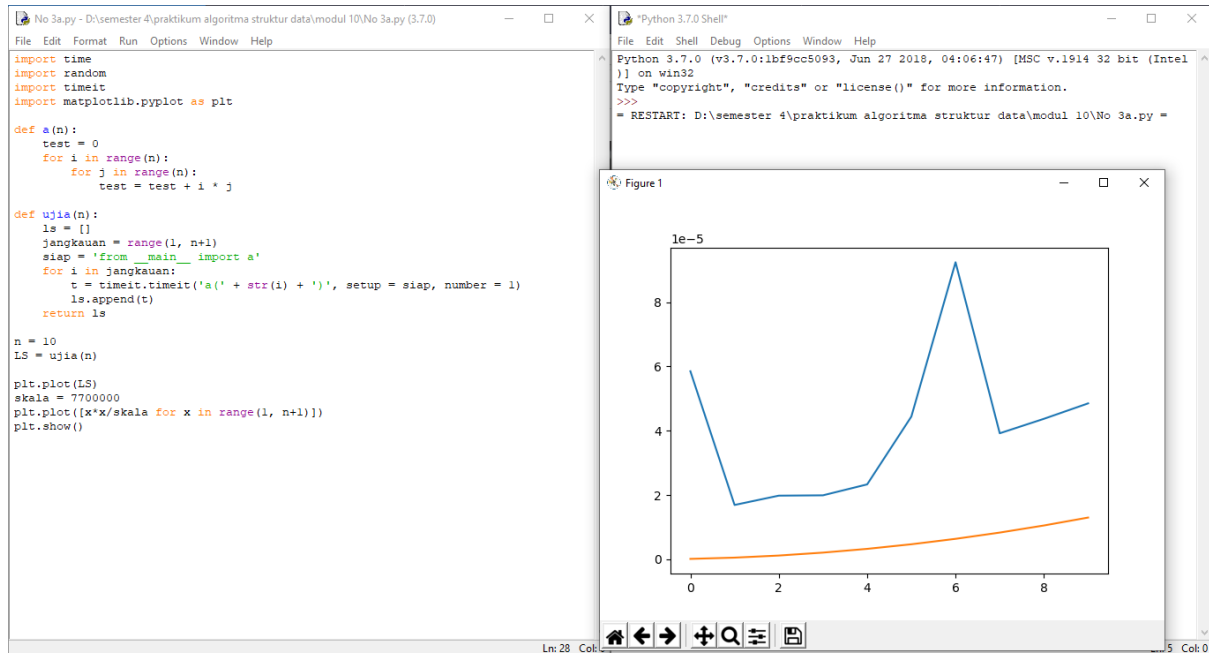 No 3a.py - D:\semester 4\praktikum algoritma struktur data\modul 10\No 3a.py (3.7.0)
File Edit Format Run Options Window Help
import time
import random
import timeit
import matplotlib.pyplot as plt
def a(n):
    test = 0
    for i in range(n):
        for j in range(n):
            test = test + i * j
def ujia(n):
    ls = []
    jangkauan = range(1, n+1)
    siap = 'from __main__ import a'
    for i in jangkauan:
        t = timeit.timeit('a(' + str(i) + ')', setup = siap, number = 1)
        ls.append(t)
    return ls
n = 10
LS = ujia(n)
plt.plot(LS)
skala = 7700000
plt.plot([x*x/skala for x in range(1, n+1)])
plt.show()
Ln: 28 Col:
*Python 3.7.0 Shell*
File Edit Shell Debug Options Window Help
Python 3.7.0 (v3.7.0:1bf9cc5093, Jun 27 2018, 04:06:47) [MSC v.1914 32 bit (Intel
)] on win32
Type "copyright", "credits" or "license()" for more information.
>>>
= RESTART: D:\semester 4\praktikum algoritma struktur data\modul 10\No 3a.py =
Figure 1
1e−5
8
6
4
2
0
0 2 4 6 8
5 Col: 0